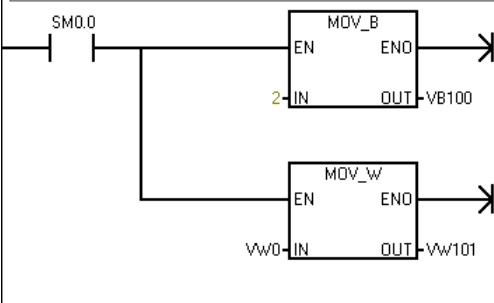 SM0.0
MOV_B
EN ENO
2 IN OUT VB100
MOV_W
EN ENO
VW0 IN OUT VW101